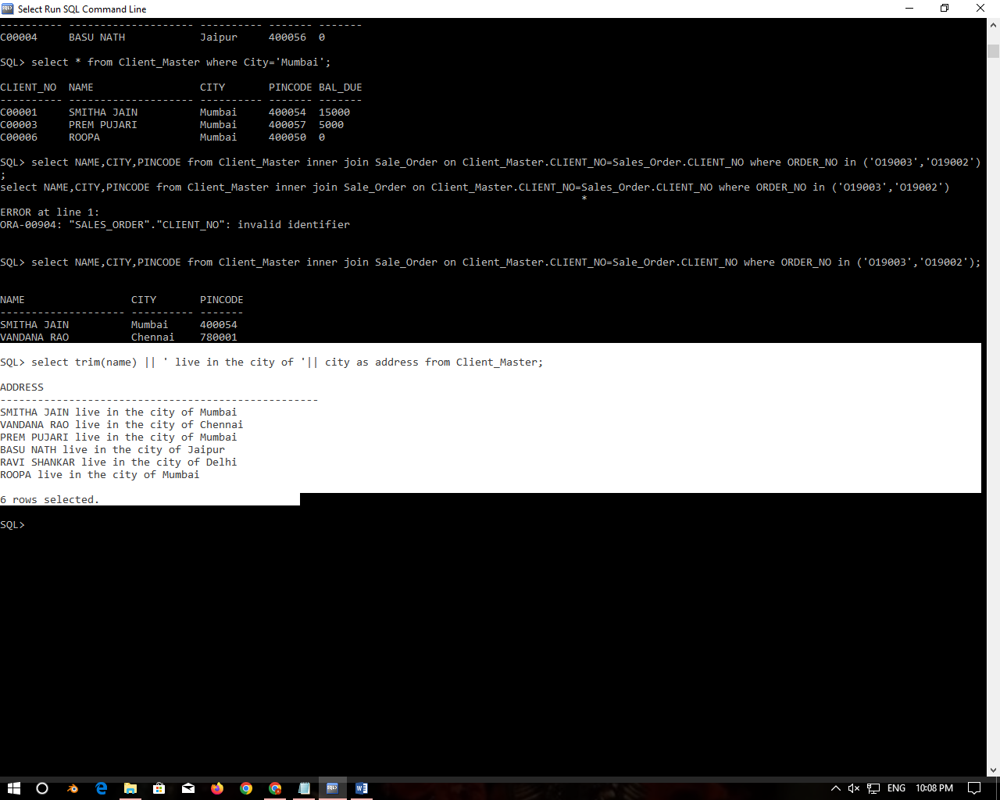 Select Run SQL Command Line
---------- -------------------- ---------- ------- -------
C00004     BASU NATH            Jaipur     400056  0
SQL> select * from Client_Master where City='Mumbai';
CLIENT_NO  NAME                 CITY       PINCODE BAL_DUE
---------- -------------------- ---------- ------- -------
C00001     SMITHA JAIN          Mumbai     400054  15000
C00003     PREM PUJARI          Mumbai     400057  5000
C00006     ROOPA                Mumbai     400050  0
SQL> select NAME,CITY,PINCODE from Client_Master inner join Sale_Order on Client_Master.CLIENT_NO=Sales_Order.CLIENT_NO where ORDER_NO in ('O19003','O19002')
;
select NAME,CITY,PINCODE from Client_Master inner join Sale_Order on Client_Master.CLIENT_NO=Sales_Order.CLIENT_NO where ORDER_NO in ('O19003','O19002')
*
ERROR at line 1:
ORA-00904: "SALES_ORDER"."CLIENT_NO": invalid identifier
SQL> select NAME,CITY,PINCODE from Client_Master inner join Sale_Order on Client_Master.CLIENT_NO=Sale_Order.CLIENT_NO where ORDER_NO in ('O19003','O19002');
NAME                 CITY       PINCODE
-------------------- ---------- -------
SMITHA JAIN          Mumbai     400054
VANDANA RAO          Chennai    780001
SQL> select trim(name) || ' live in the city of '|| city as address from Client_Master;
ADDRESS
---------------------------------------------------
SMITHA JAIN live in the city of Mumbai
VANDANA RAO live in the city of Chennai
PREM PUJARI live in the city of Mumbai
BASU NATH live in the city of Jaipur
RAVI SHANKAR live in the city of Delhi
ROOPA live in the city of Mumbai
6 rows selected.
SQL>
ENG 10:08 PM